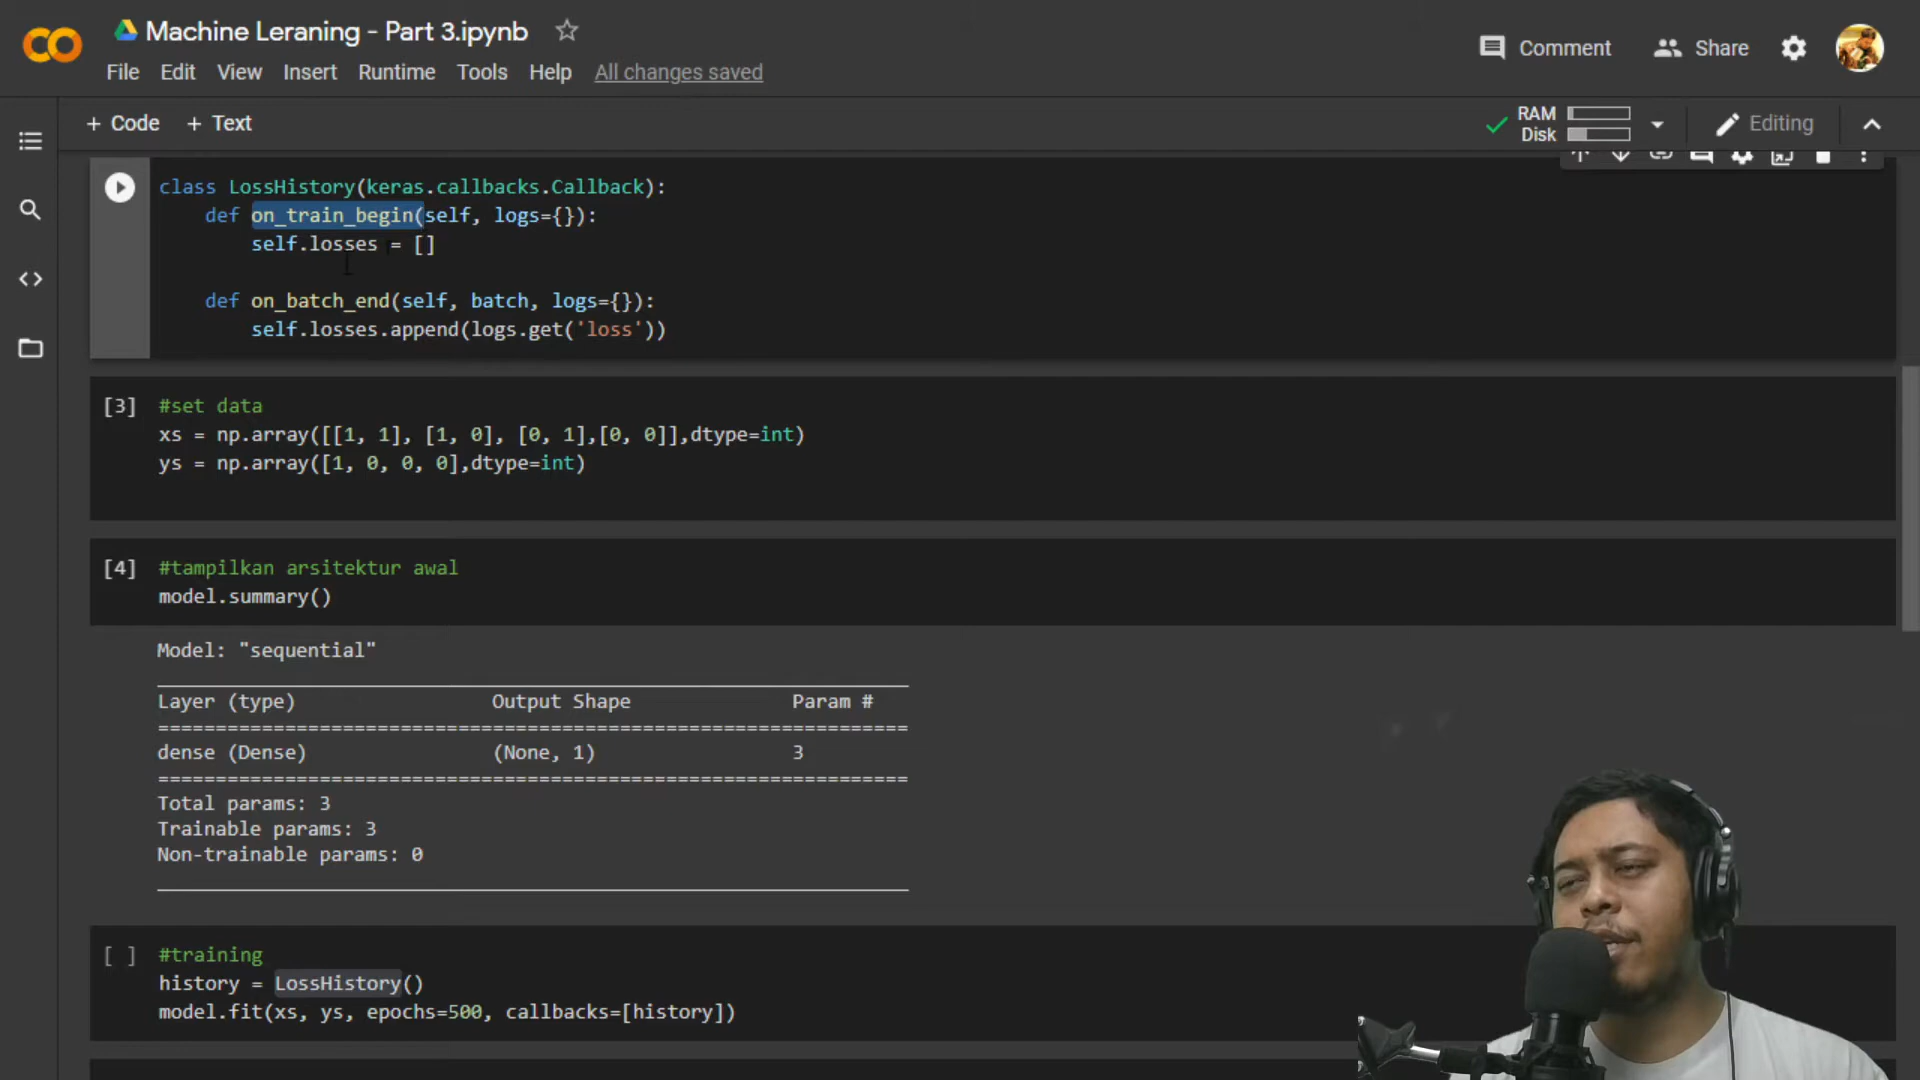 Machine Leraning - Part 3.ipynb
Comment
Share
File Edit View Insert Runtime Tools Help All changes saved
+ Code + Text
RAM
Disk
Editing
class LossHistory(keras.callbacks.Callback):
def on_train_begin(self, logs={}):
self.losses = []
def on_batch_end(self, batch, logs={}):
self.losses.append(logs.get('loss'))
[3] #set data
xs = np.array([[1, 1], [1, 0], [0, 1],[0, 0]],dtype=int)
ys = np.array([1, 0, 0, 0],dtype=int)
[4] #tampilkan arsitektur awal
model.summary()
Model: "sequential"
Layer (type) Output Shape Param #
=================================================================
dense (Dense) (None, 1) 3
=================================================================
Total params: 3
Trainable params: 3
Non-trainable params: 0
[ ] #training
history = LossHistory()
model.fit(xs, ys, epochs=500, callbacks=[history])